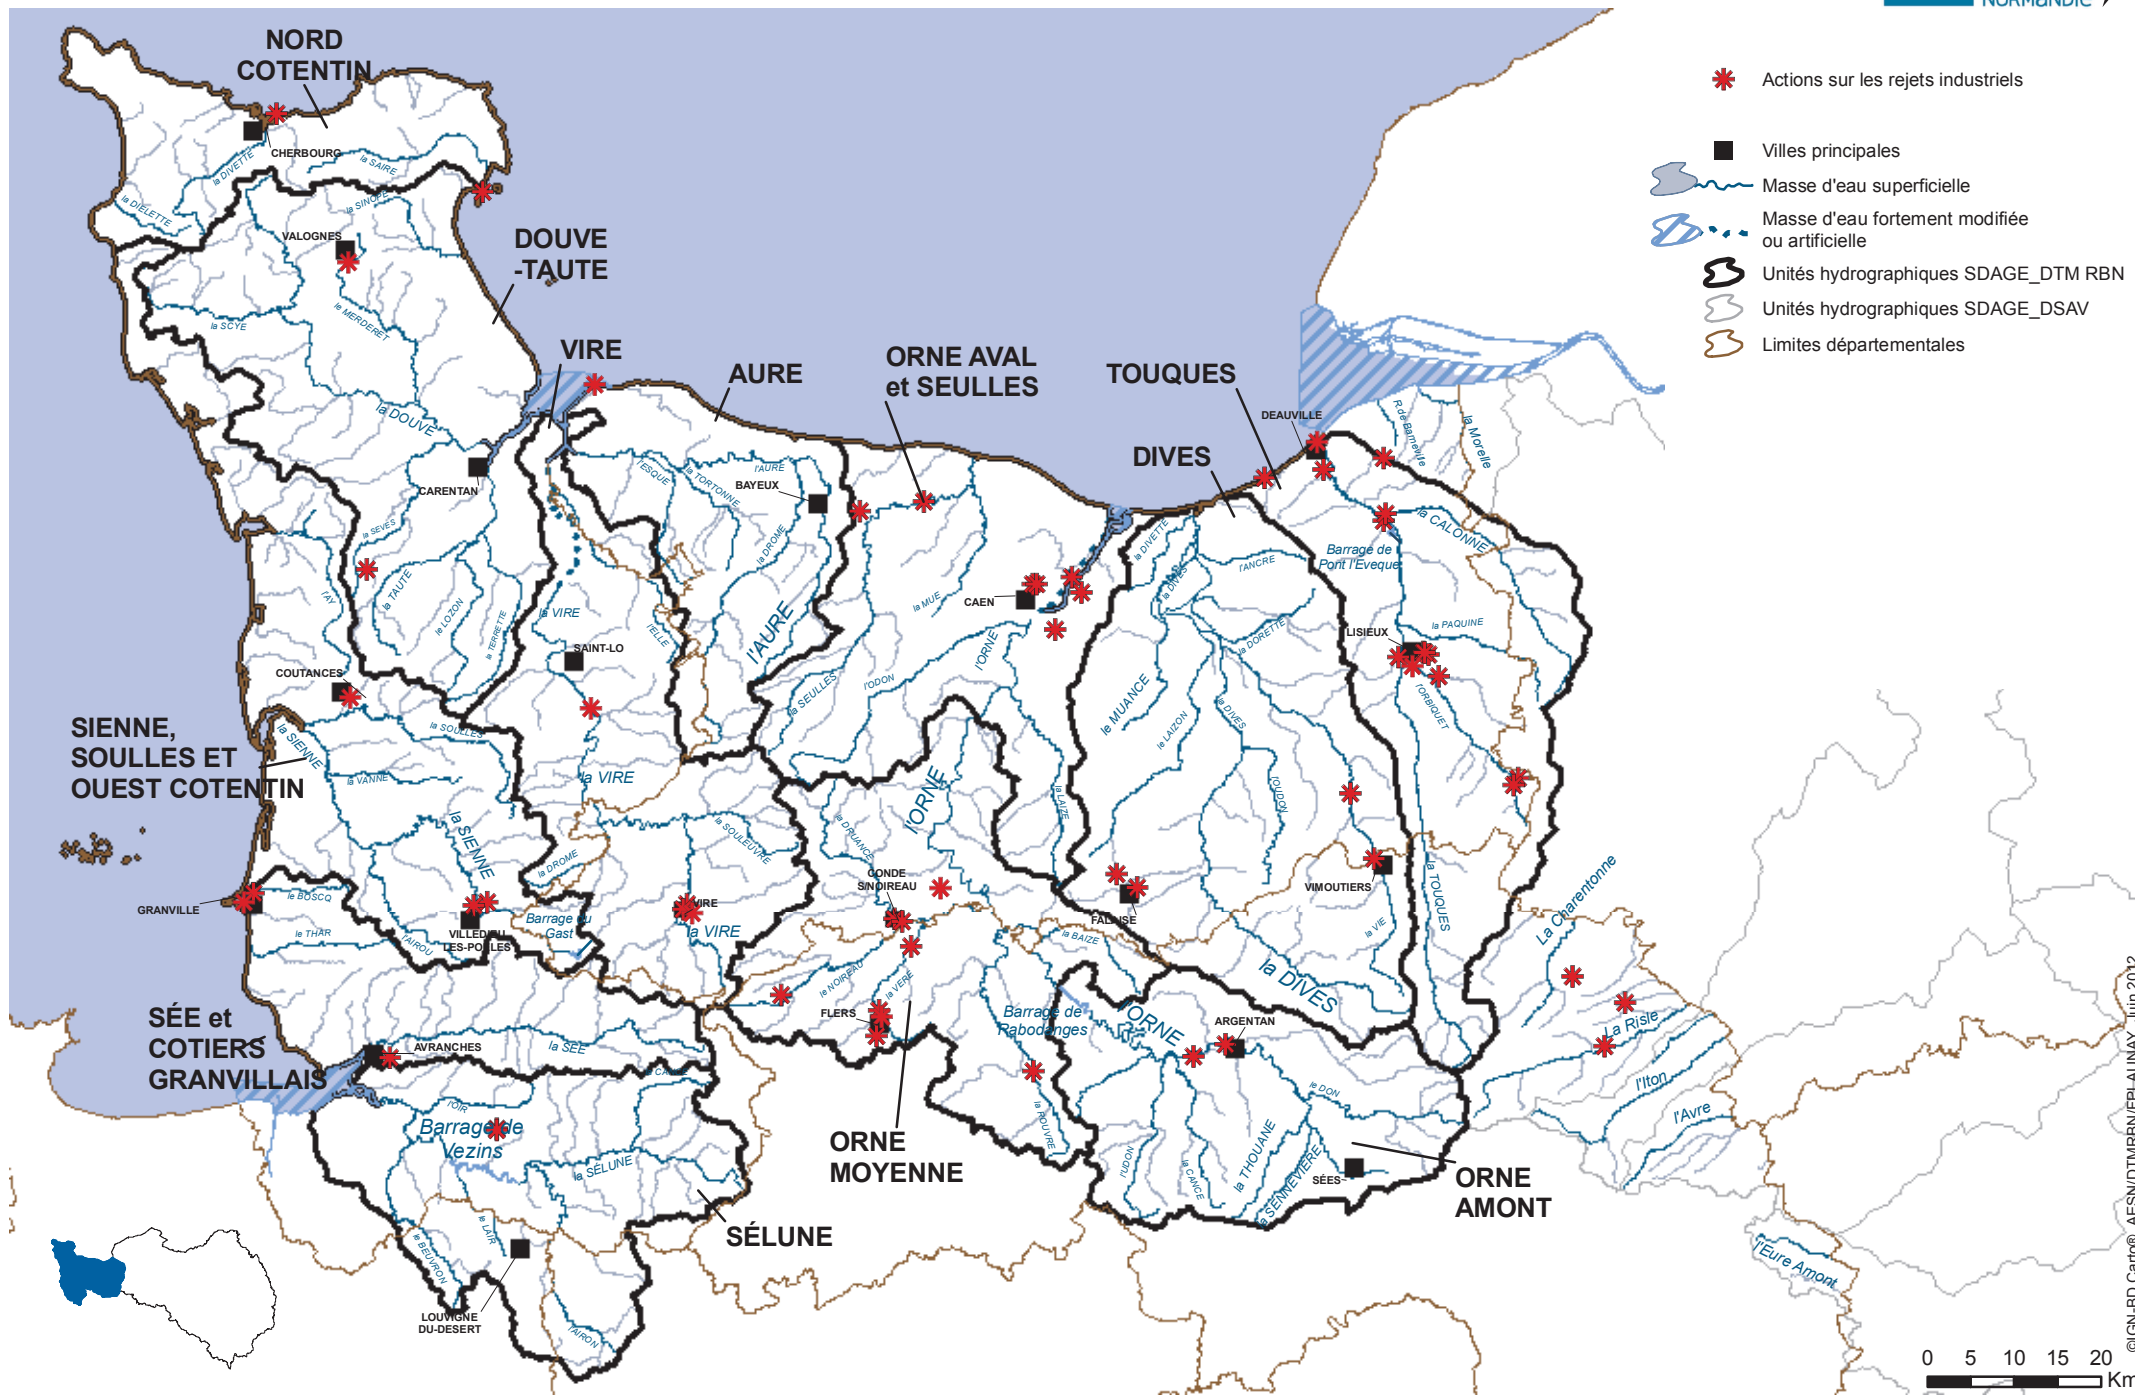 NORMANDIE
NORD
COTENTIN
Actions sur les rejets industriels
Villes principales
Masse d'eau superficielle
Masse d'eau fortement modifiée
ou artificielle
Unités hydrographiques SDAGE_DTM RBN
Unités hydrographiques SDAGE_DSAV
Limites départementales
CHERBOURG
la DIVETTE
la SAIRE
la DIELETTE
la SINOPE
VALOGNES
DOUVE
-TAUTE
la SCYE
le MERDERET
VIRE
AURE
ORNE AVAL
et SEULLES
TOUQUES
DEAUVILLE
R.de Barneville
la Morelle
la DOUVE
DIVES
CARENTAN
l'ESQUE
la TORTONNE
l'AURE
BAYEUX
la DROME
la CALONNE
la SEVES
la DIVETTE
Barrage de
Pont l'Eveque
l'ANCRE
la DIVES
l'AY
la TAUTE
le LOZON
la TERRETTE
la VIRE
l'ELLE
l'AURE
la MUE
CAEN
l'ORNE
la DORETTE
LISIEUX
la PAQUINE
SAINT-LO
COUTANCES
la SEULLES
l'ODON
le MUANCE
le LAIZON
la DIVES
l'ORBIQUET
SIENNE,
SOULLES ET
OUEST COTENTIN
la SIENNE
la SOULLES
la VANNE
la VIRE
l'ORNE
la LAIZE
l'OUDON
la SIENNE
la DROME
la SOULEUVRE
la DRUANCE
CONDE
S/NOIREAU
VIMOUTIERS
la TOUQUES
La Charentonne
GRANVILLE
le BOSCQ
le THAR
l'AIROU
VILLEDIEU
LES-POELES
Barrage du
Gast
VIRE
la VIRE
FALAISE
la BAIZE
la VIE
le NOIREAU
la VERE
la DIVES
SÉE et
COTIERS
GRANVILLAIS
AVRANCHES
la SÉE
FLERS
Barrage de
Rabodanges
l'ORNE
ARGENTAN
La Risle
l'Iton
l'Avre
l'OIR
Barrage de
Vezins
la SÉLUNE
la ROUVRE
le DON
ORNE
MOYENNE
l'UDON
la CANCE
la THOUANE
la SENNEVIERE
SÉES
ORNE
AMONT
SÉLUNE
le BEUVRON
le LAIR
LOUVIGNE
DU-DESERT
l'AIRON
l'Eure Amont
0 5 10 15 20
Km